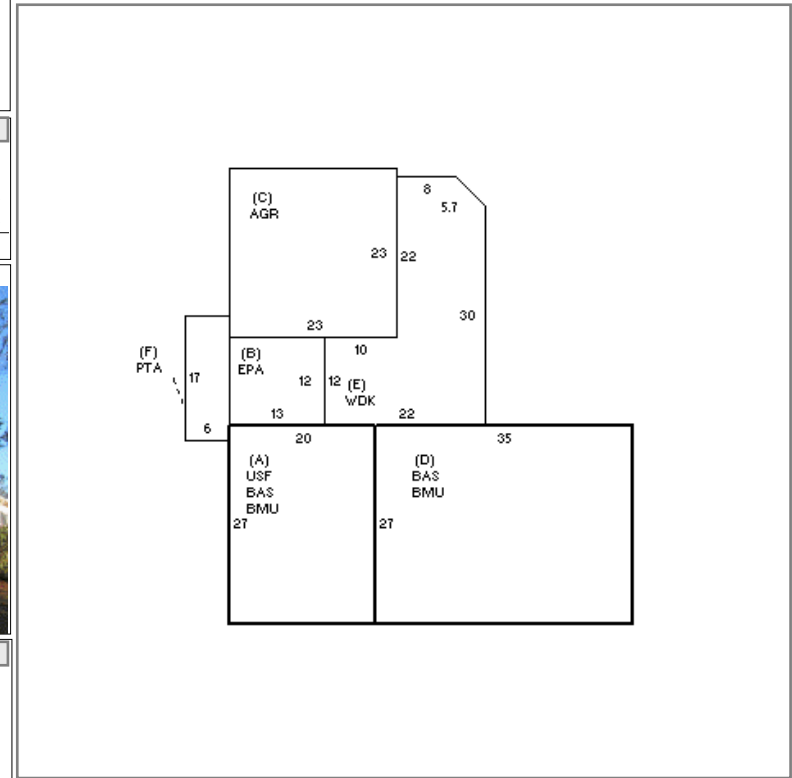 8
5.7
(C)
AGR
23
22
30
23
(F)
PTA
17
6
(B)
EPA
10
12
12
(E)
WDK
13
22
20
35
(A)
USF
BAS
BMU
27
(D)
BAS
BMU
27